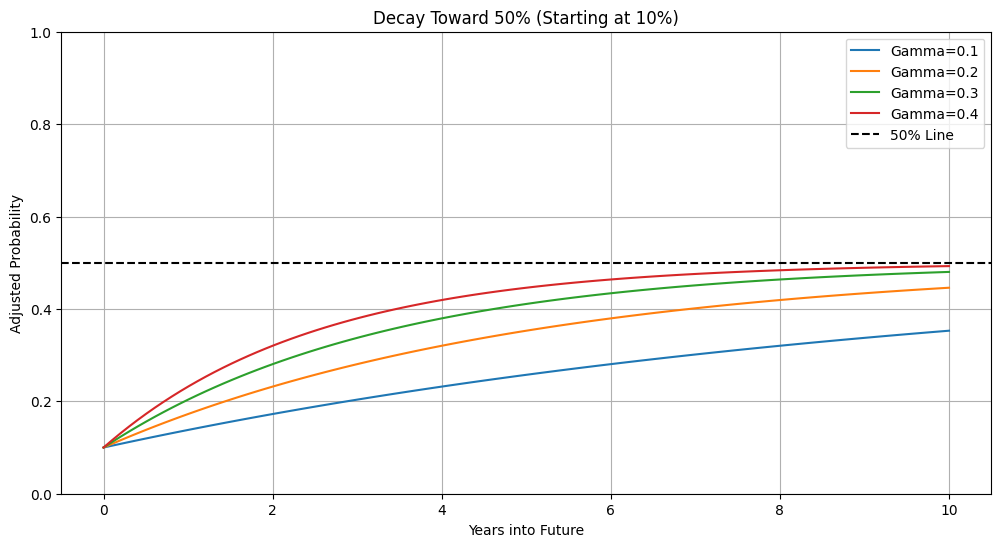 Decay Toward 50% (Starting at 10%)
1.0
0.8
0.6
0.4
0.2
0.0
Adjusted Probability
0 2 4 6 8 10
Years into Future
Gamma=0.1
Gamma=0.2
Gamma=0.3
Gamma=0.4
50% Line